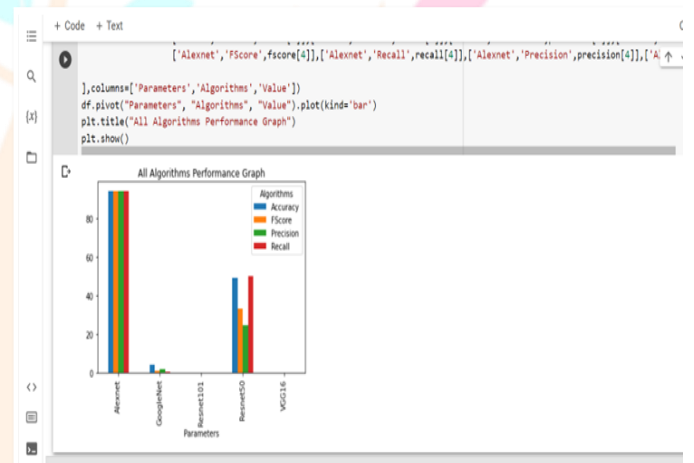 + Code + Text
['Alexnet','FScore',fscore[4]],['Alexnet','Recall',recall[4]],['Alexnet','Precision',precision[4]],['A
],columns=['Parameters','Algorithms','Value'])
df.pivot("Parameters", "Algorithms", "Value").plot(kind='bar')
plt.title("All Algorithms Performance Graph")
plt.show()
All Algorithms Performance Graph
Algorithms
Accuracy
FScore
Precision
Recall
80
60
40
20
0
Alexnet
GoogleNet
Resnet101
Resnet50
VGG16
Parameters
{x}